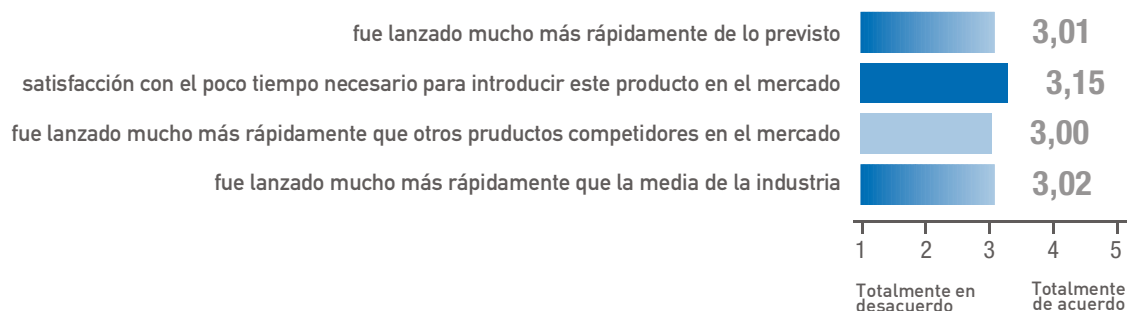 fue lanzado mucho más rápidamente de lo previsto 3,01
satisfacción con el poco tiempo necesario para introducir este producto en el mercado 3,15
fue lanzado mucho más rápidamente que otros pruductos competidores en el mercado 3,00
fue lanzado mucho más rápidamente que la media de la industria 3,02
1 2 3 4 5
Totalmente en desacuerdo
Totalmente de acuerdo